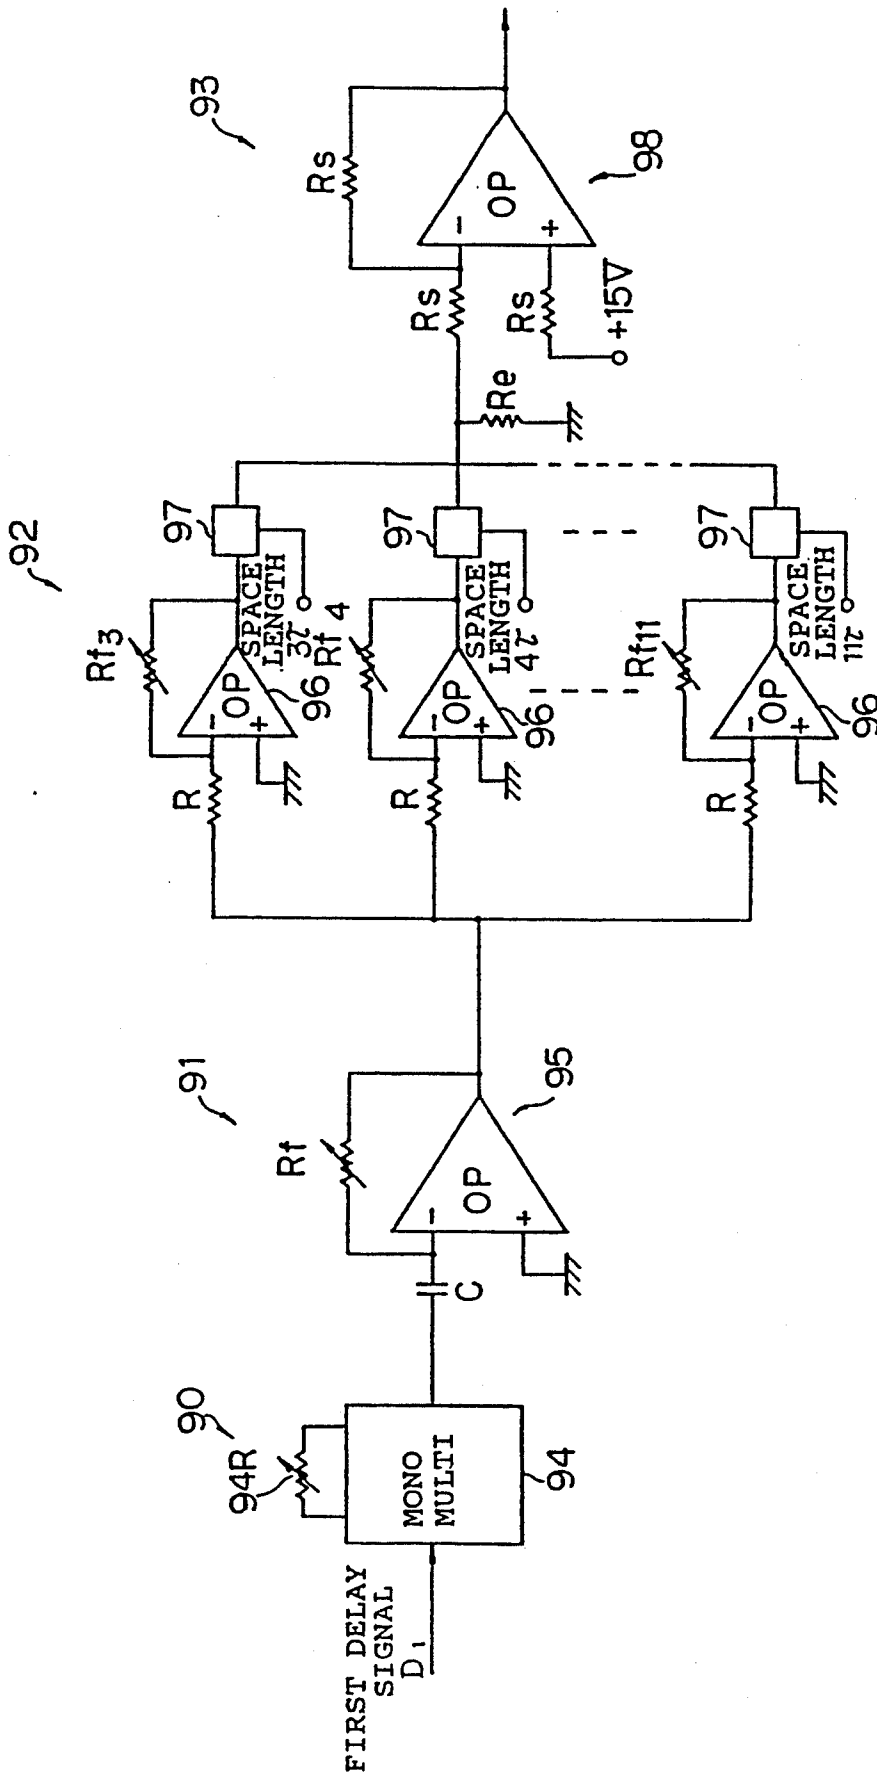 92
93
91
90
94R
MONO
MULTI
94
FIRST DELAY
SIGNAL
D1
C
Rf
OP
-
+
95
R
Rf3
OP
-
+
96
SPACE
LENGTH
3τ
97
R
Rf4
OP
-
+
96
SPACE
LENGTH
4τ
97
R
Rf11
OP
-
+
96
SPACE
LENGTH
11τ
97
Re
Rs
Rs
Rs
+15V
OP
-
+
98